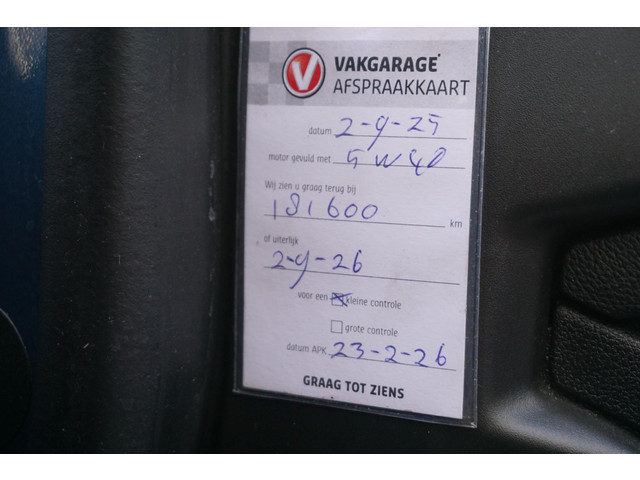 VAKGARAGE
AFSPRAAKKAART
datum 2-9-25
motor gevuld met 5W40
Wij zien u graag terug bij
181600 km
of uiterlijk
2-9-26
voor een kleine controle
grote controle
datum APK 23-2-26
GRAAG TOT ZIENS